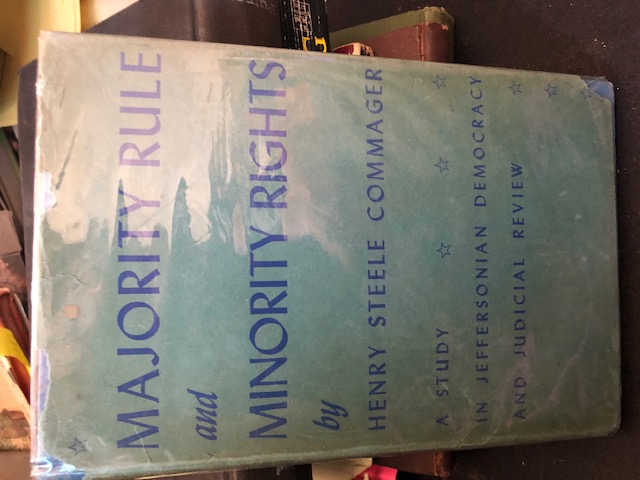 MAJORITY RULE
and
MINORITY RIGHTS
by
HENRY STEELE COMMAGER
A STUDY
IN JEFFERSONIAN DEMOCRACY
AND JUDICIAL REVIEW